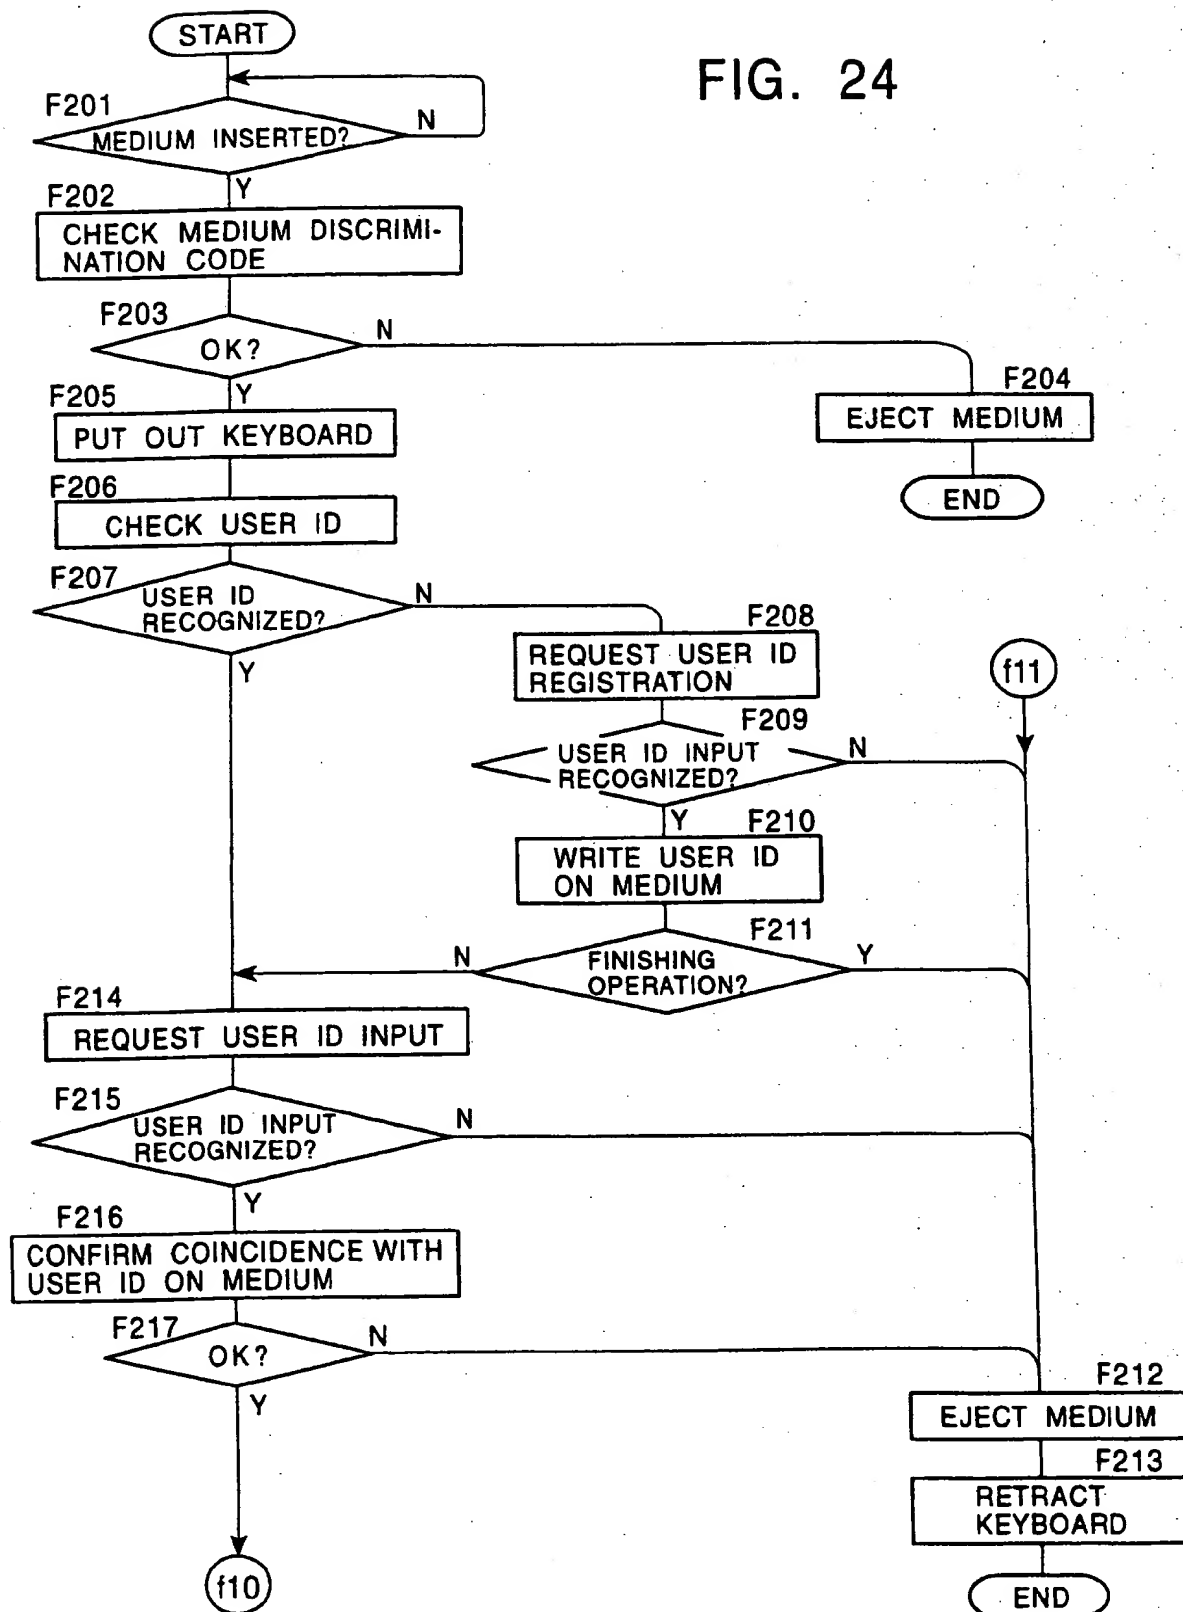 START
FIG. 24
F201
MEDIUM INSERTED?
N
Y
F202
CHECK MEDIUM DISCRIMI-
NATION CODE
F203
OK?
N
Y
F204
EJECT MEDIUM
END
F205
PUT OUT KEYBOARD
F206
CHECK USER ID
F207
USER ID
RECOGNIZED?
N
Y
F208
REQUEST USER ID
REGISTRATION
f11
F209
USER ID INPUT
RECOGNIZED?
N
Y
F210
WRITE USER ID
ON MEDIUM
F211
FINISHING
OPERATION?
N
Y
F214
REQUEST USER ID INPUT
F215
USER ID INPUT
RECOGNIZED?
N
Y
F216
CONFIRM COINCIDENCE WITH
USER ID ON MEDIUM
F217
OK?
N
Y
F212
EJECT MEDIUM
F213
RETRACT
KEYBOARD
f10
END